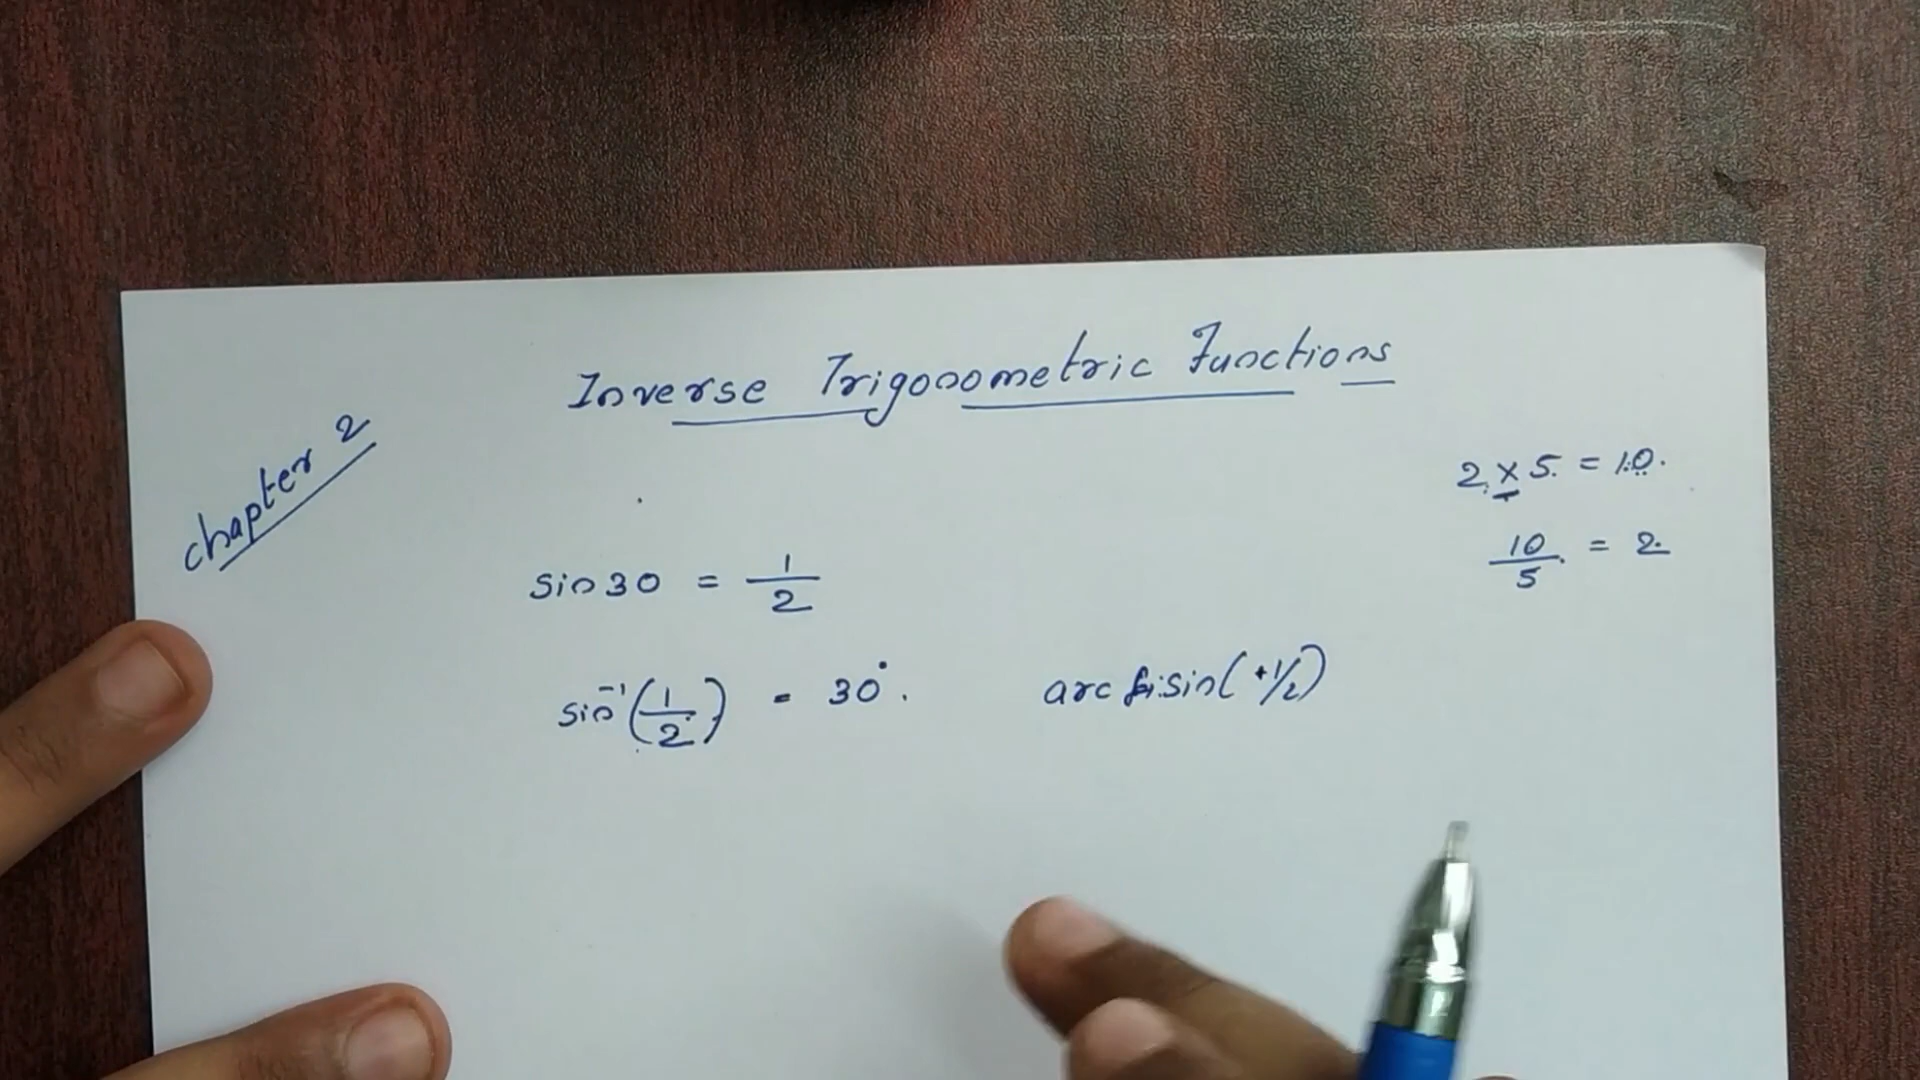 Inverse Trigonometric Functions
chapter 2
2 x 5 = 10.
10/5 = 2
sin 30 = 1/2
sin⁻¹(1/2) = 30°.
arc sin(+1/2)